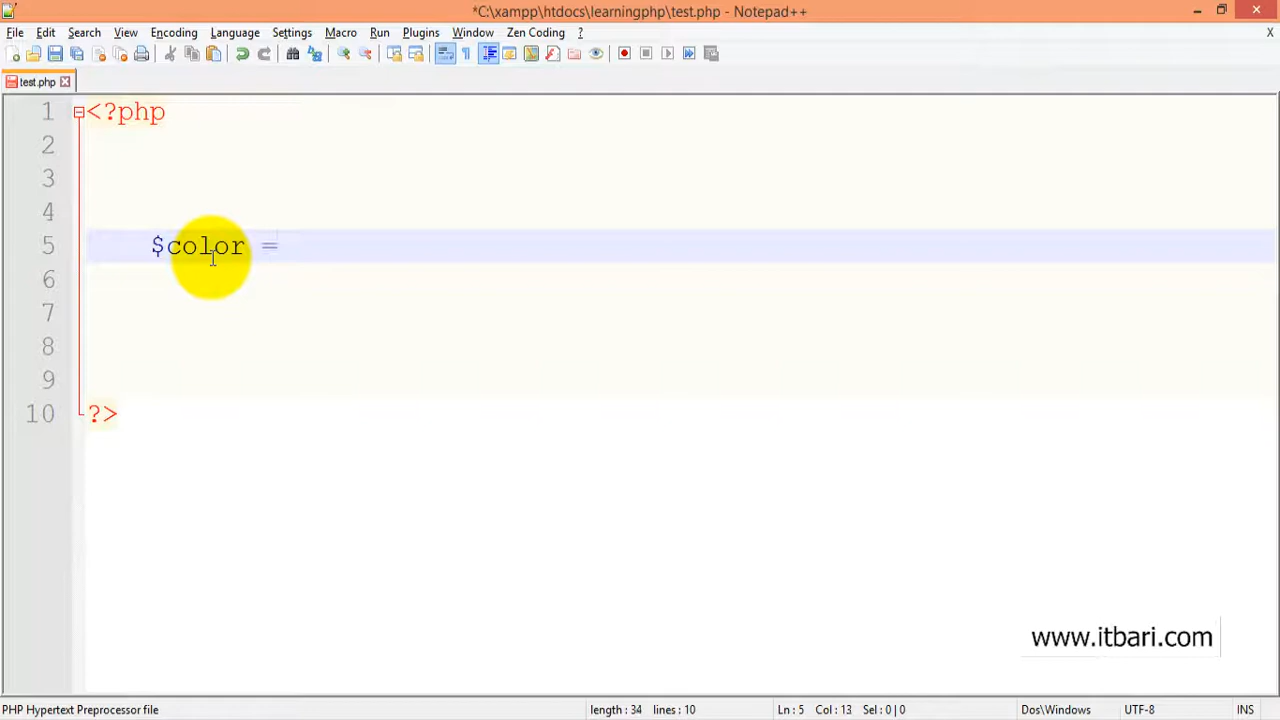 *C:\xampp\htdocs\learningphp\test.php - Notepad++
File Edit Search View Encoding Language Settings Macro Run Plugins Window Zen Coding ? X
test.php
1 <?php
2
3
4
5 $color =
6
7
8
9
10 ?>
www.itbari.com
PHP Hypertext Preprocessor file length : 34 lines : 10 Ln : 5 Col : 13 Sel : 0 | 0 Dos\Windows UTF-8 INS